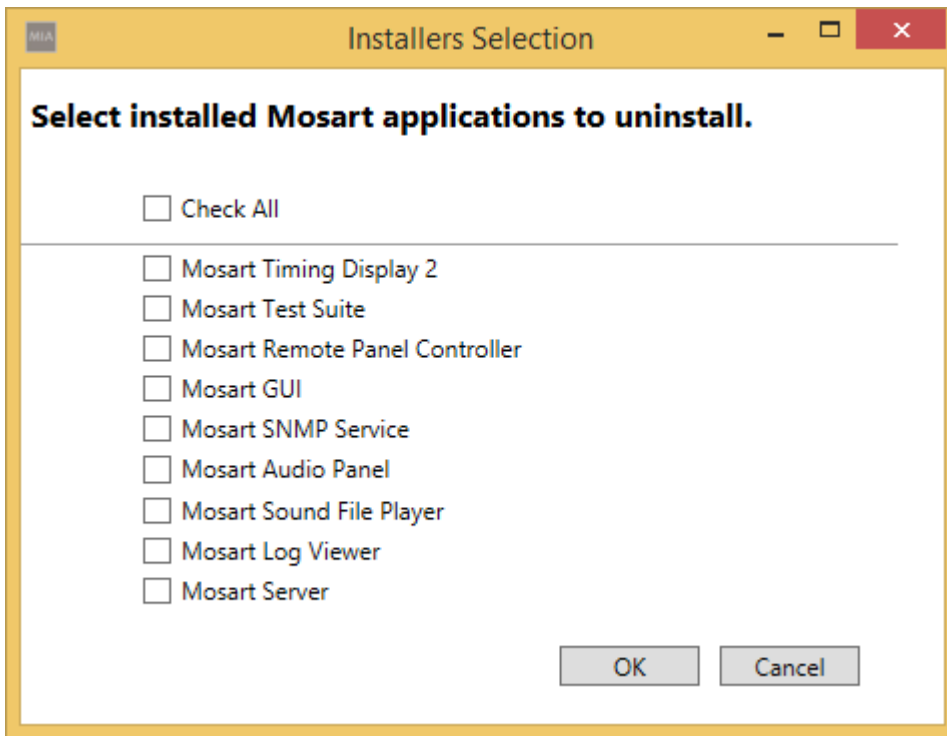 MIA
Installers Selection
Select installed Mosart applications to uninstall.
Check All
Mosart Timing Display 2
Mosart Test Suite
Mosart Remote Panel Controller
Mosart GUI
Mosart SNMP Service
Mosart Audio Panel
Mosart Sound File Player
Mosart Log Viewer
Mosart Server
OK
Cancel